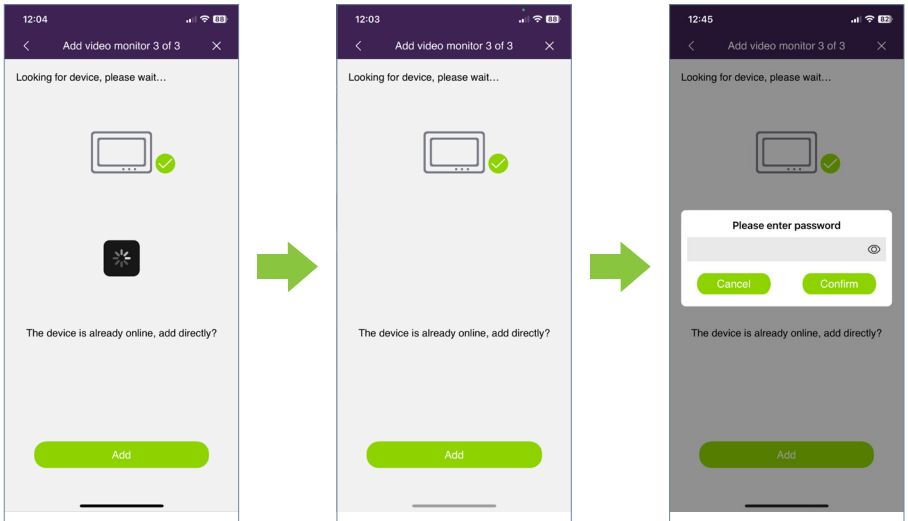 12:04
88
Add video monitor 3 of 3
Looking for device, please wait…
The device is already online, add directly?
Add
12:03
88
Add video monitor 3 of 3
Looking for device, please wait…
The device is already online, add directly?
Add
12:45
82
Add video monitor 3 of 3
Looking for device, please wait…
Please enter password
Cancel
Confirm
The device is already online, add directly?
Add